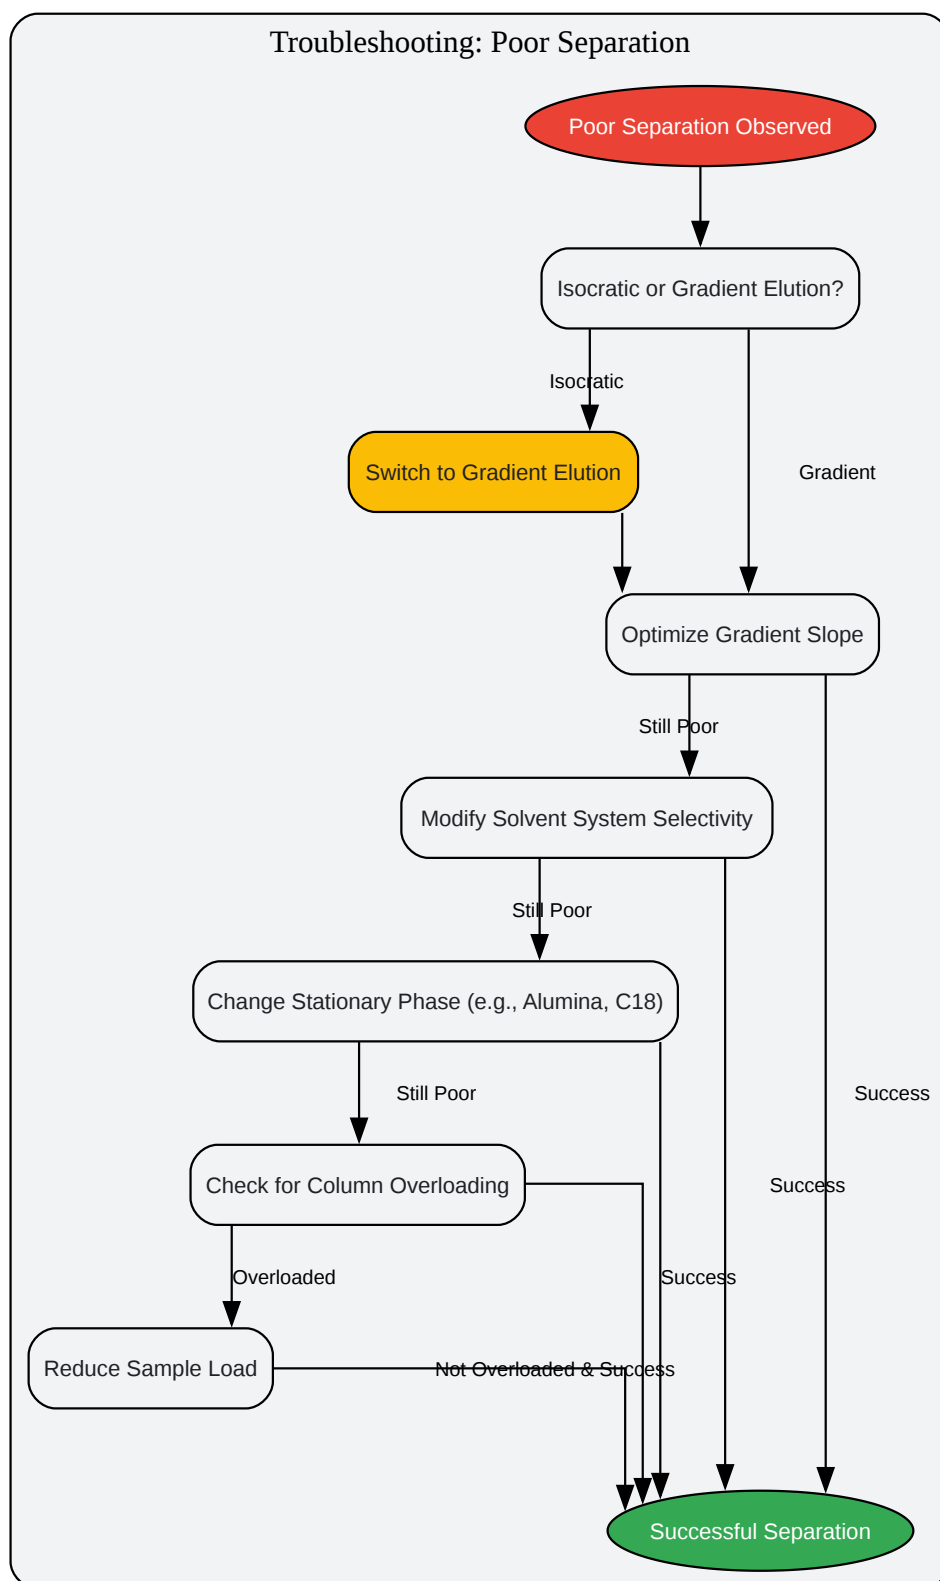 Troubleshooting: Poor Separation
Poor Separation Observed
Isocratic or Gradient Elution?
Isocratic
Switch to Gradient Elution
Gradient
Optimize Gradient Slope
Still Poor
Modify Solvent System Selectivity
Still Poor
Change Stationary Phase (e.g., Alumina, C18)
Still Poor
Success
Check for Column Overloading
Success
Overloaded
Success
Reduce Sample Load
Not Overloaded & Success
Successful Separation